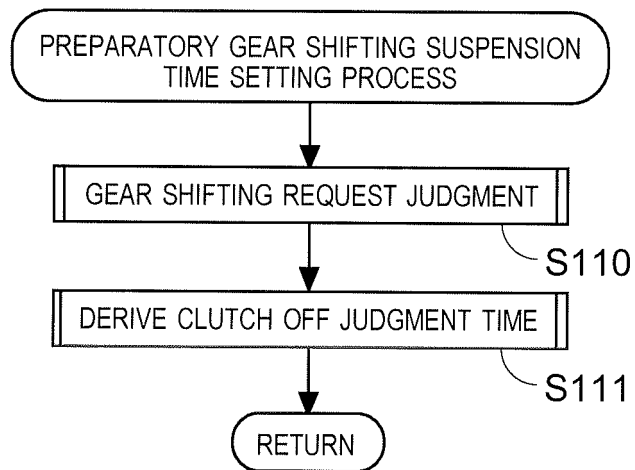 PREPARATORY GEAR SHIFTING SUSPENSION
TIME SETTING PROCESS
GEAR SHIFTING REQUEST JUDGMENT
S110
DERIVE CLUTCH OFF JUDGMENT TIME
S111
RETURN